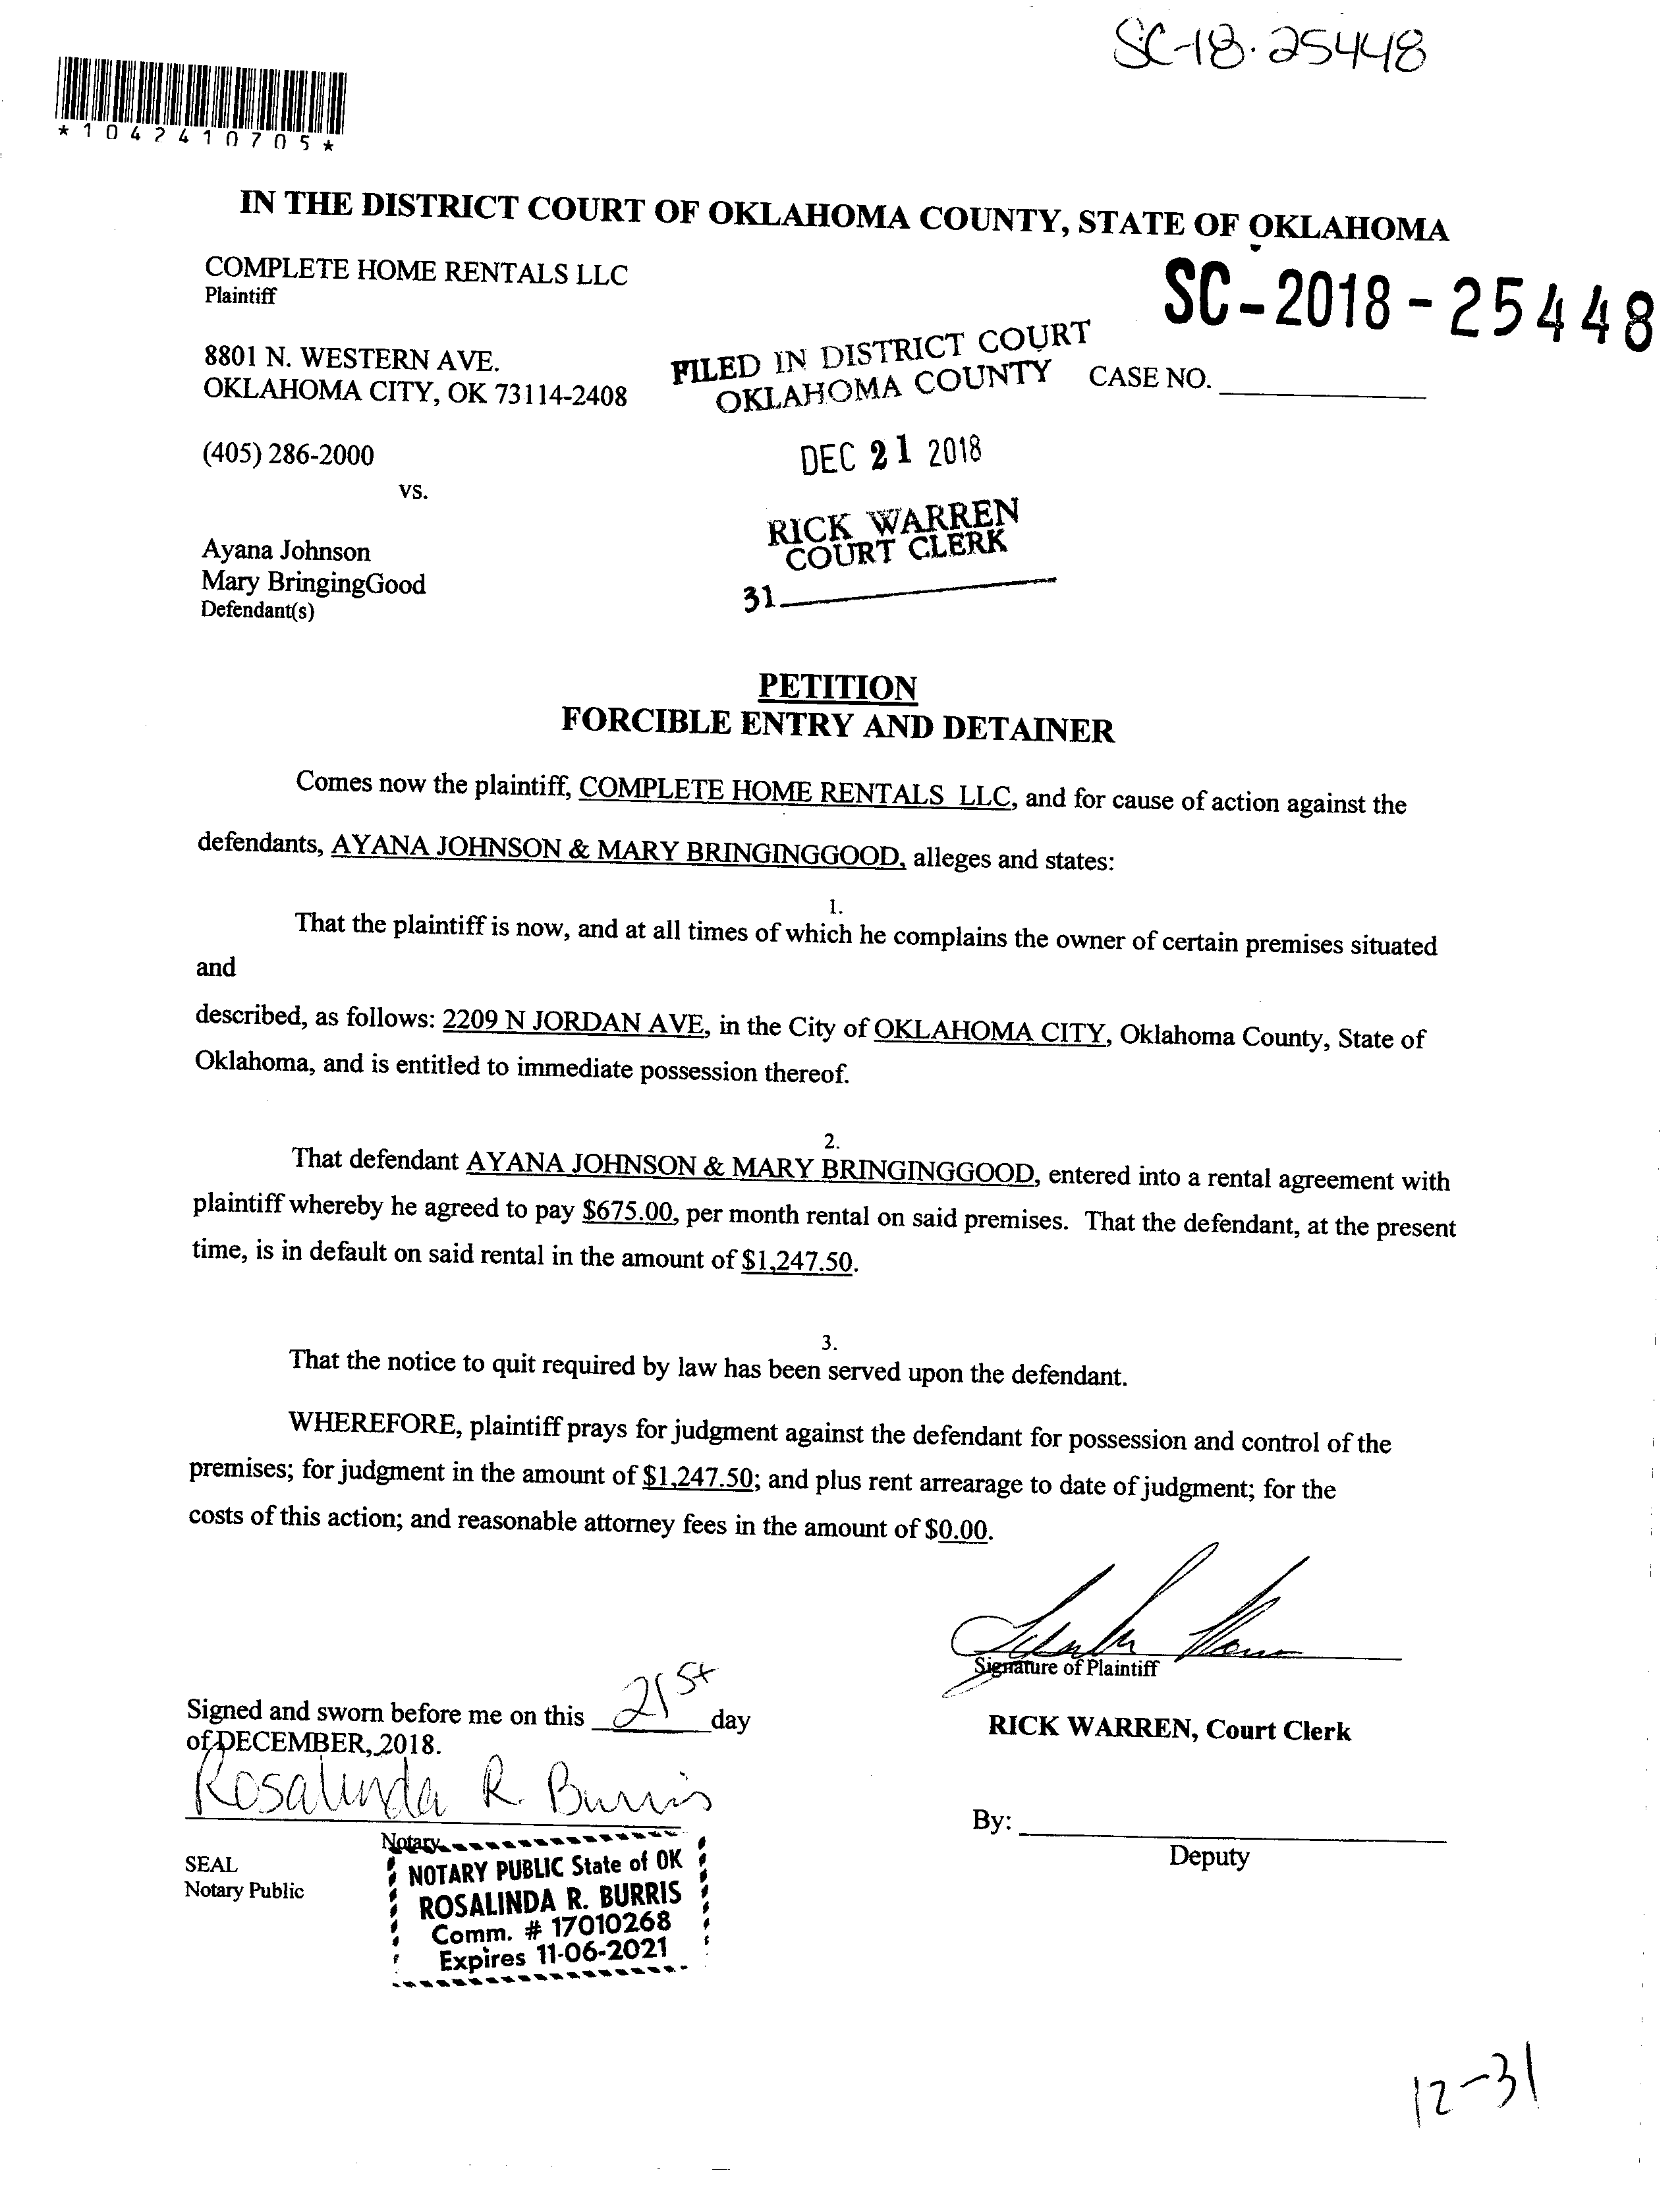 SC-18-25448
*1042410705*
IN THE DISTRICT COURT OF OKLAHOMA COUNTY, STATE OF OKLAHOMA
COMPLETE HOME RENTALS LLC
Plaintiff
SC-2018-25448
8801 N. WESTERN AVE.
OKLAHOMA CITY, OK 73114-2408
FILED IN DISTRICT COURT
OKLAHOMA COUNTY
CASE NO.
(405) 286-2000
DEC 21 2018
vs.
RICK WARREN
COURT CLERK
31
Ayana Johnson
Mary BringingGood
Defendant(s)
PETITION
FORCIBLE ENTRY AND DETAINER
Comes now the plaintiff, COMPLETE HOME RENTALS LLC, and for cause of action against the
defendants, AYANA JOHNSON & MARY BRINGINGGOOD, alleges and states:
1.
That the plaintiff is now, and at all times of which he complains the owner of certain premises situated
and
described, as follows: 2209 N JORDAN AVE, in the City of OKLAHOMA CITY, Oklahoma County, State of
Oklahoma, and is entitled to immediate possession thereof.
2.
That defendant AYANA JOHNSON & MARY BRINGINGGOOD, entered into a rental agreement with
plaintiff whereby he agreed to pay $675.00, per month rental on said premises. That the defendant, at the present
time, is in default on said rental in the amount of $1,247.50.
3.
That the notice to quit required by law has been served upon the defendant.
WHEREFORE, plaintiff prays for judgment against the defendant for possession and control of the
premises; for judgment in the amount of $1,247.50; and plus rent arrearage to date of judgment; for the
costs of this action; and reasonable attorney fees in the amount of $0.00.
Signature of Plaintiff
Signed and sworn before me on this 21st day
of DECEMBER, 2018.
RICK WARREN, Court Clerk
Rosalinda R. Burris
Notary
By:
Deputy
SEAL
Notary Public
NOTARY PUBLIC State of OK
ROSALINDA R. BURRIS
Comm. # 17010268
Expires 11-06-2021
12-31